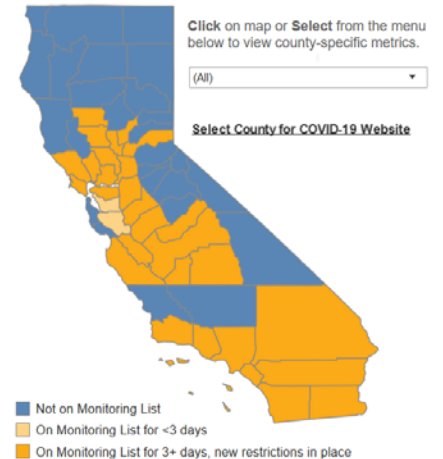 Click on map or Select from the menu
below to view county-specific metrics.
(All)
Select County for COVID-19 Website
Not on Monitoring List
On Monitoring List for <3 days
On Monitoring List for 3+ days, new restrictions in place